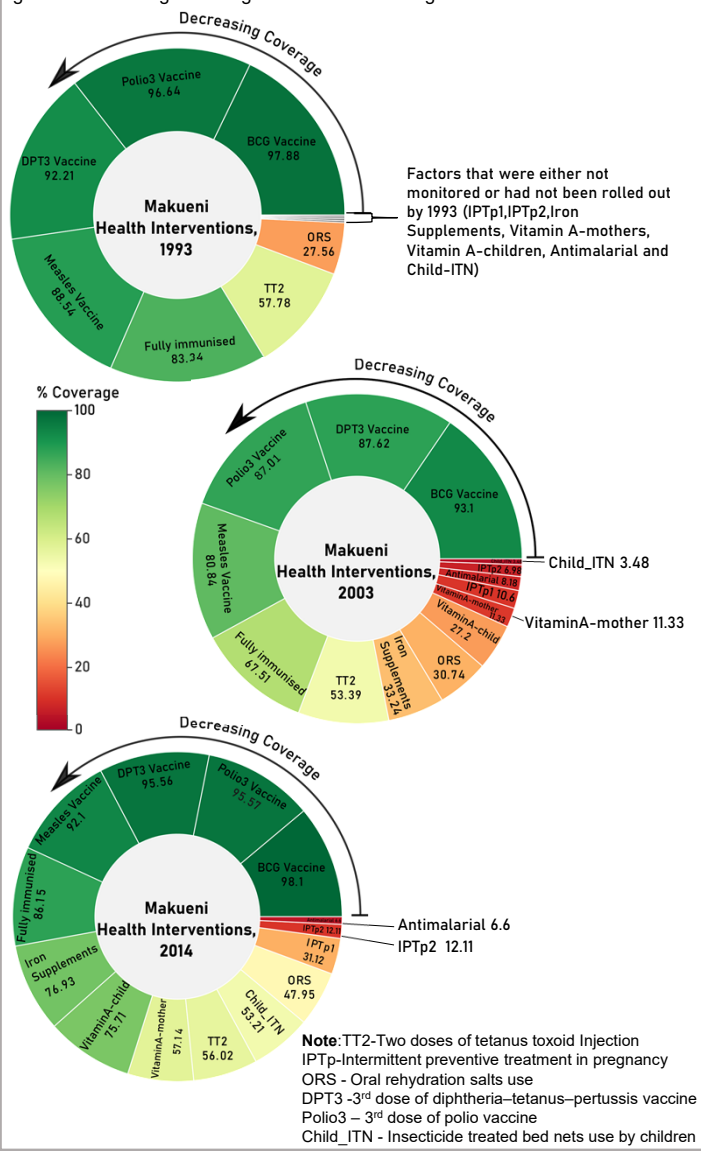 Decreasing Coverage
Polio3 Vaccine
96.64
BCG Vaccine
97.88
DPT3 Vaccine
92.21
Measles Vaccine
88.54
Fully immunised
83.34
TT2
57.78
ORS
27.56
Makueni
Health Interventions,
1993
Factors that were either not
monitored or had not been rolled out
by 1993 (IPTp1,IPTp2,Iron
Supplements, Vitamin A-mothers,
Vitamin A-children, Antimalarial and
Child-ITN)
% Coverage
100
80
60
40
20
0
Decreasing Coverage
DPT3 Vaccine
87.62
Polio3 Vaccine
87.01
BCG Vaccine
93.1
Measles Vaccine
80.84
Fully immunised
67.51
TT2
53.39
Iron
Supplements
33.24
ORS
30.74
VitaminA-child
27.2
VitaminA-mother
11.33
IPTp1 10.6
Antimalarial 8.18
IPTp2 6.98
Makueni
Health Interventions,
2003
Child_ITN 3.48
VitaminA-mother 11.33
Decreasing Coverage
DPT3 Vaccine
95.56
Polio3 Vaccine
95.57
Measles Vaccine
92.1
BCG Vaccine
98.1
Fully immunised
86.15
Iron
Supplements
76.93
VitaminA-child
75.71
VitaminA-mother
57.14
TT2
56.02
Child_ITN
53.21
ORS
47.95
IPTp1
31.12
IPTp2 12.11
Makueni
Health Interventions,
2014
Antimalarial 6.6
IPTp2 12.11
Note:TT2-Two doses of tetanus toxoid Injection
IPTp-Intermittent preventive treatment in pregnancy
ORS - Oral rehydration salts use
DPT3 -3rd dose of diphtheria–tetanus–pertussis vaccine
Polio3 – 3rd dose of polio vaccine
Child_ITN - Insecticide treated bed nets use by children